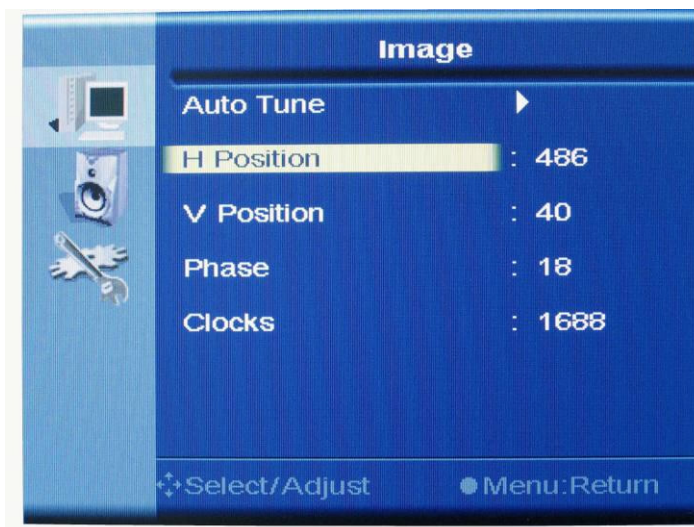 Image
Auto Tune
H Position : 486
V Position : 40
Phase : 18
Clocks : 1688
Select/Adjust Menu:Return